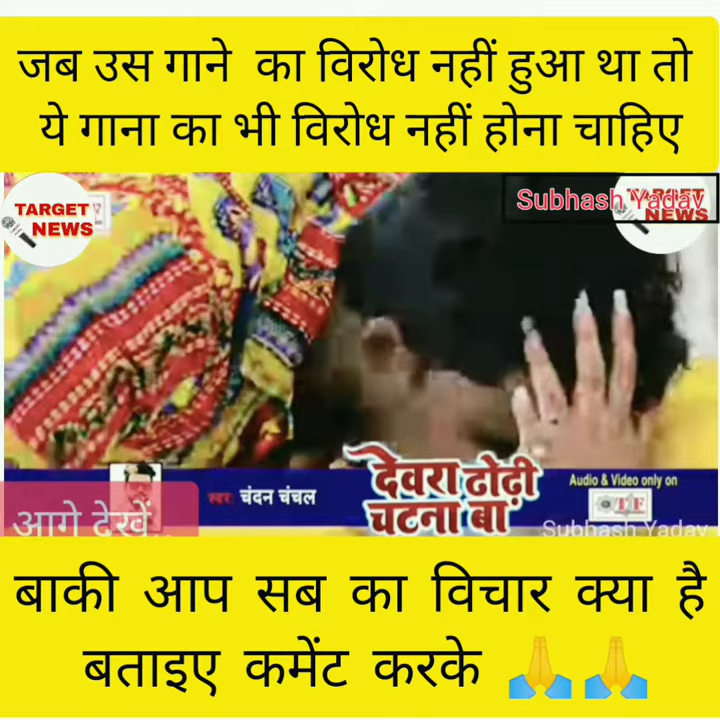 जब उस गाने का विरोध नहीं हुआ था तो
ये गाना का भी विरोध नहीं होना चाहिए
TARGET
NEWS
Subhash Yadav
TARGET
NEWS
स्वर: चंदन चंचल
देवरा ढोढ़ी
चटना बा
Audio & Video only on
आगे देखें..
Subhash Yadav
बाकी आप सब का विचार क्या है
बताइए कमेंट करके 🙏🙏